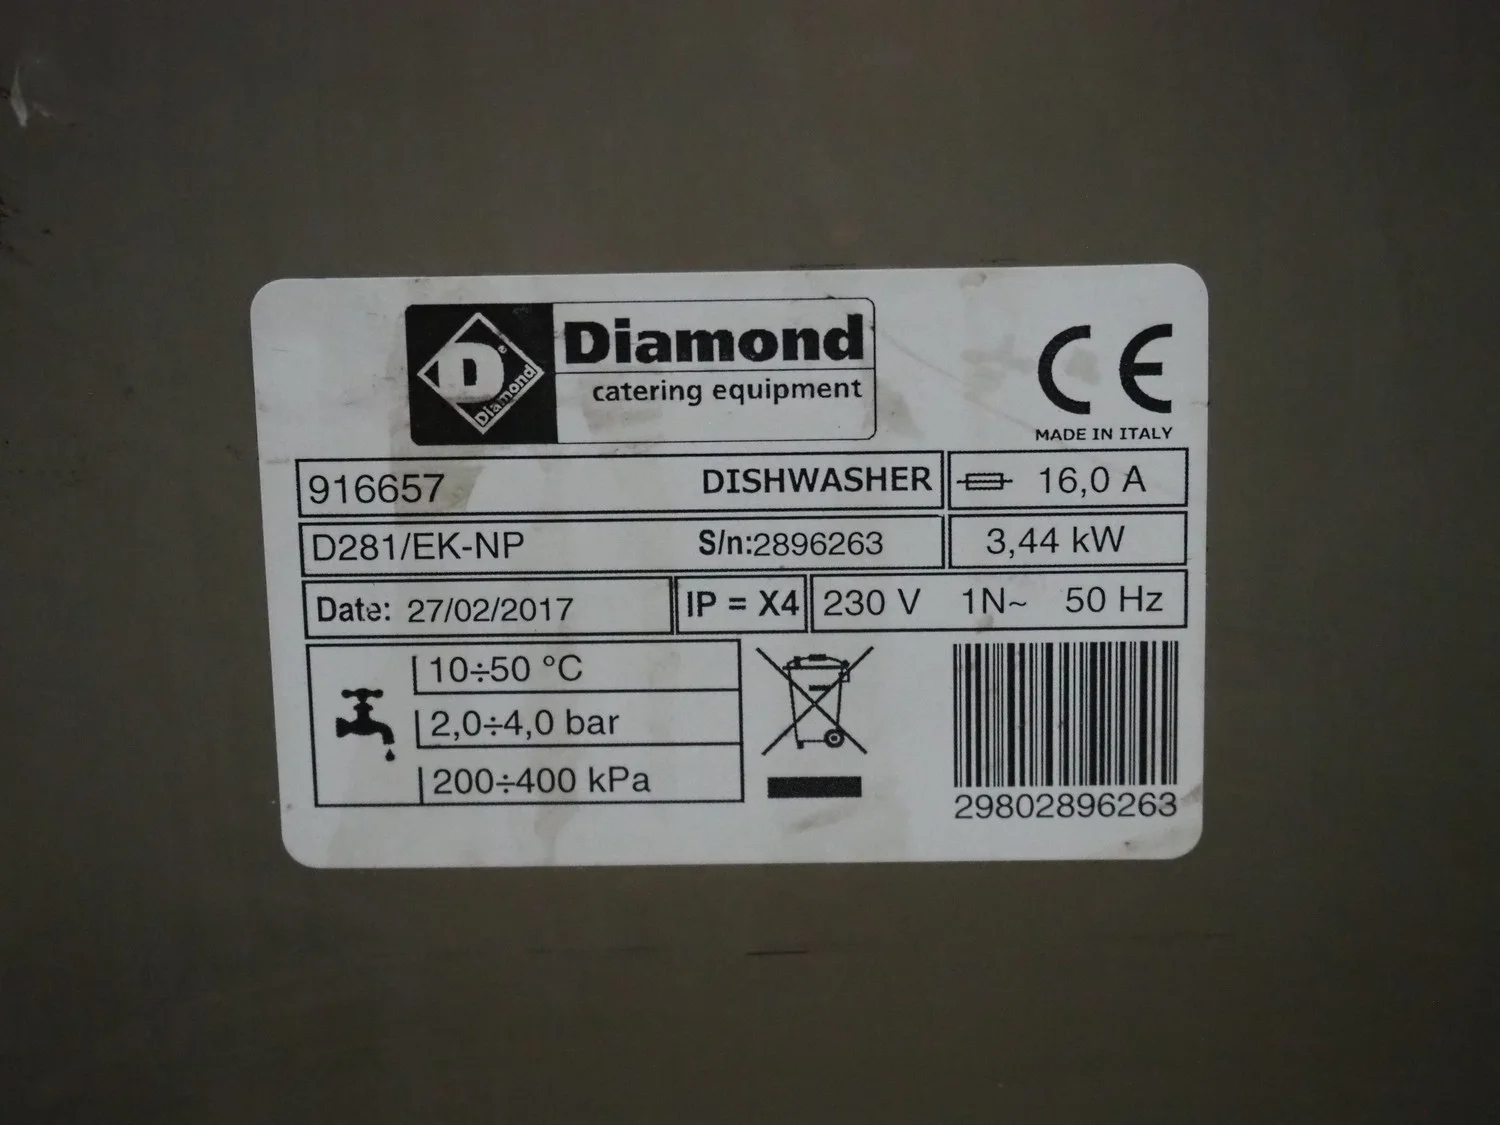 D
Diamond
Diamond
catering equipment
CE
MADE IN ITALY
916657 DISHWASHER 16,0 A
D281/EK-NP S/n:2896263 3,44 kW
Date: 27/02/2017 IP = X4 230 V 1N~ 50 Hz
10÷50 °C
2,0÷4,0 bar
200÷400 kPa
29802896263